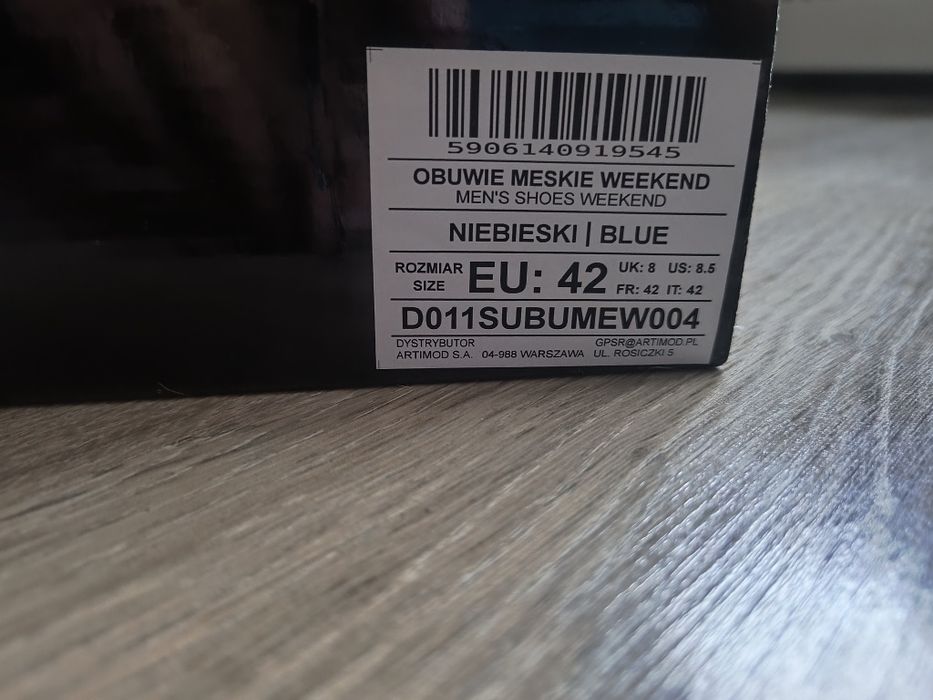 5906140919545
OBUWIE MESKIE WEEKEND
MEN'S SHOES WEEKEND
NIEBIESKI | BLUE
ROZMIAR SIZE EU: 42 UK: 8 US: 8.5
FR: 42 IT: 42
D011SUBUMEW004
DYSTRYBUTOR GPSR@ARTIMOD.PL
ARTIMOD S.A. 04-988 WARSZAWA UL. ROSICZKI 5